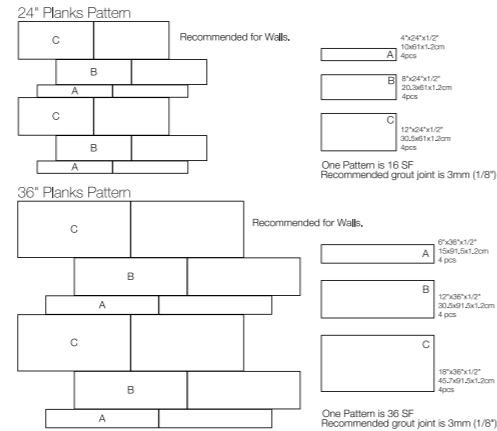 24" Planks Pattern
Recommended for Walls.
C
B
A
C
B
A
A
4"x24"x1/2"
10x61x1.2cm
4pcs
B
8"x24"x1/2"
20.3x61x1.2cm
4pcs
C
12"x24"x1/2"
30.5x61x1.2cm
4pcs
One Pattern is 16 SF
Recommended grout joint is 3mm (1/8")
36" Planks Pattern
Recommended for Walls.
C
B
A
C
B
A
A
6"x36"x1/2"
15x91.5x1.2cm
4 pcs
B
12"x36"x1/2"
30.5x91.5x1.2cm
4 pcs
C
18"x36"x1/2"
45.7x91.5x1.2cm
4pcs
One Pattern is 36 SF
Recommended grout joint is 3mm (1/8")